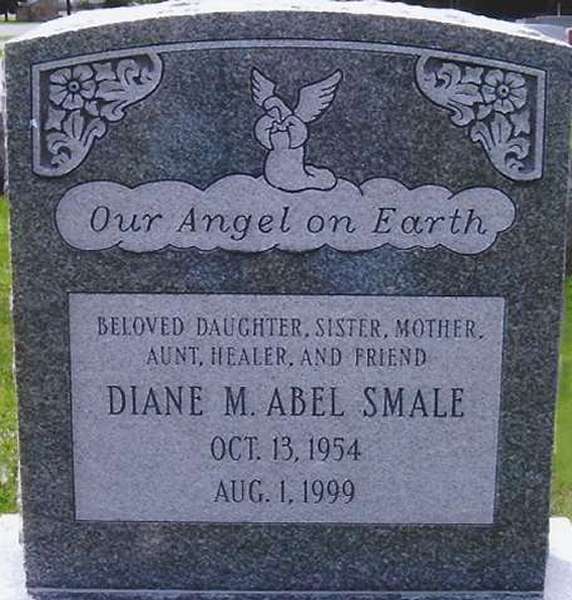 Our Angel on Earth
BELOVED DAUGHTER, SISTER, MOTHER,
AUNT, HEALER, AND FRIEND
DIANE M. ABEL SMALE
OCT. 13, 1954
AUG. 1, 1999